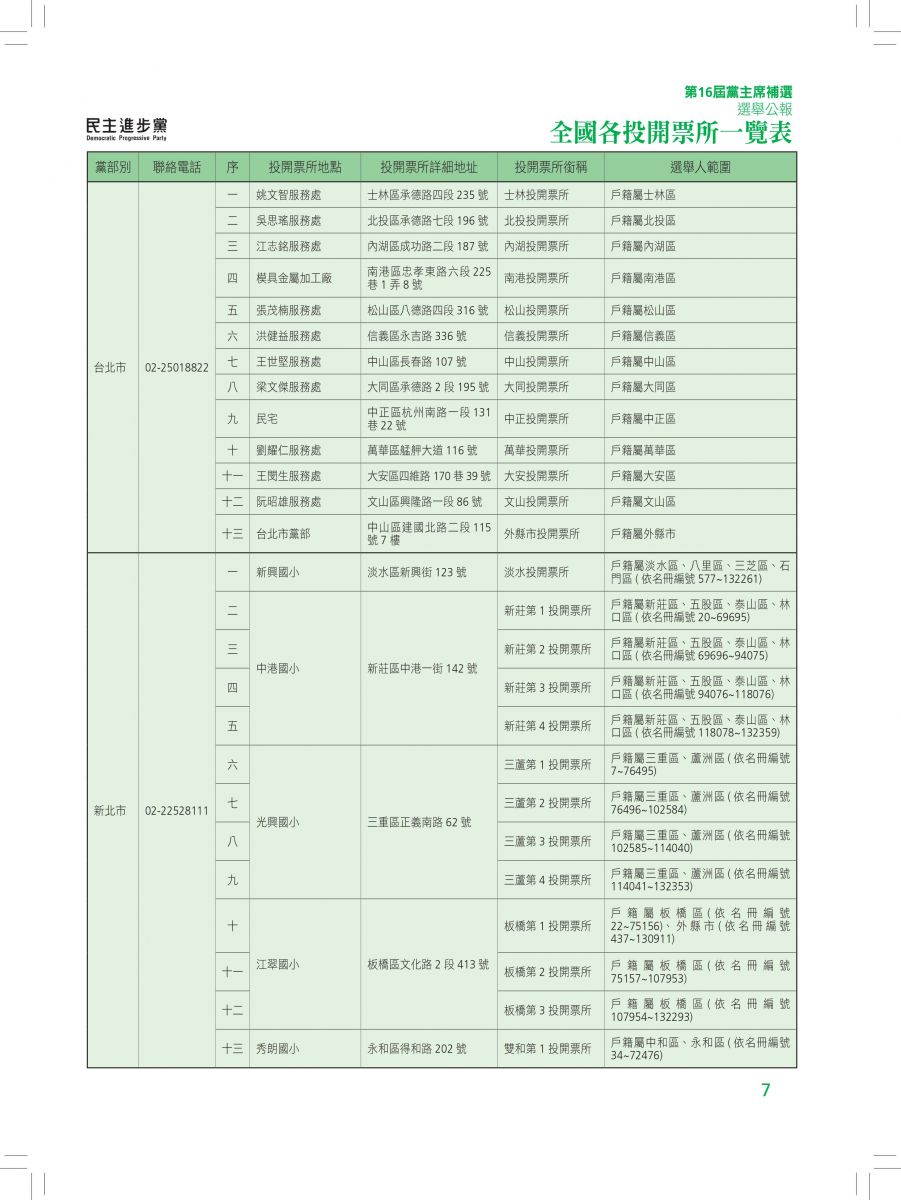 第16屆黨主席補選
選舉公報
民主進步黨
Democratic Progressive Party
全國各投開票所一覽表
黨部別 聯絡電話 序 投開票所地點 投開票所詳細地址 投開票所銜稱 選舉人範圍
台北市 02-25018822
一 姚文智服務處 士林區承德路四段 235 號 士林投開票所 戶籍屬士林區
二 吳思瑤服務處 北投區承德路七段 196 號 北投投開票所 戶籍屬北投區
三 江志銘服務處 內湖區成功路二段 187 號 內湖投開票所 戶籍屬內湖區
四 模具金屬加工廠 南港區忠孝東路六段 225
巷 1 弄 8 號 南港投開票所 戶籍屬南港區
五 張茂楠服務處 松山區八德路四段 316 號 松山投開票所 戶籍屬松山區
六 洪健益服務處 信義區永吉路 336 號 信義投開票所 戶籍屬信義區
七 王世堅服務處 中山區長春路 107 號 中山投開票所 戶籍屬中山區
八 梁文傑服務處 大同區承德路 2 段 195 號 大同投開票所 戶籍屬大同區
九 民宅 中正區杭州南路一段 131
巷 22 號 中正投開票所 戶籍屬中正區
十 劉耀仁服務處 萬華區艋舺大道 116 號 萬華投開票所 戶籍屬萬華區
十一 王閔生服務處 大安區四維路 170 巷 39 號 大安投開票所 戶籍屬大安區
十二 阮昭雄服務處 文山區興隆路一段 86 號 文山投開票所 戶籍屬文山區
十三 台北市黨部 中山區建國北路二段 115
號 7 樓 外縣市投開票所 戶籍屬外縣市
新北市 02-22528111
一 新興國小 淡水區新興街 123 號 淡水投開票所 戶籍屬淡水區、八里區、三芝區、石
門區 ( 依名冊編號 577~132261)
中港國小 新莊區中港一街 142 號
二 新莊第 1 投開票所 戶籍屬新莊區、五股區、泰山區、林
口區 ( 依名冊編號 20~69695)
三 新莊第 2 投開票所 戶籍屬新莊區、五股區、泰山區、林
口區 ( 依名冊編號 69696~94075)
四 新莊第 3 投開票所 戶籍屬新莊區、五股區、泰山區、林
口區 ( 依名冊編號 94076~118076)
五 新莊第 4 投開票所 戶籍屬新莊區、五股區、泰山區、林
口區 ( 依名冊編號 118078~132359)
光興國小 三重區正義南路 62 號
六 三蘆第 1 投開票所 戶籍屬三重區、蘆洲區 ( 依名冊編號
7~76495)
七 三蘆第 2 投開票所 戶籍屬三重區、蘆洲區 ( 依名冊編號
76496~102584)
八 三蘆第 3 投開票所 戶籍屬三重區、蘆洲區 ( 依名冊編號
102585~114040)
九 三蘆第 4 投開票所 戶籍屬三重區、蘆洲區 ( 依名冊編號
114041~132353)
江翠國小 板橋區文化路 2 段 413 號
十 板橋第 1 投開票所 戶籍屬板橋區(依名冊編號
22~75156)、外縣市(依名冊編號
437~130911)
十一 板橋第 2 投開票所 戶籍屬板橋區(依名冊編號
75157~107953)
十二 板橋第 3 投開票所 戶籍屬板橋區(依名冊編號
107954~132293)
十三 秀朗國小 永和區得和路 202 號 雙和第 1 投開票所 戶籍屬中和區、永和區 ( 依名冊編號
34~72476)
7